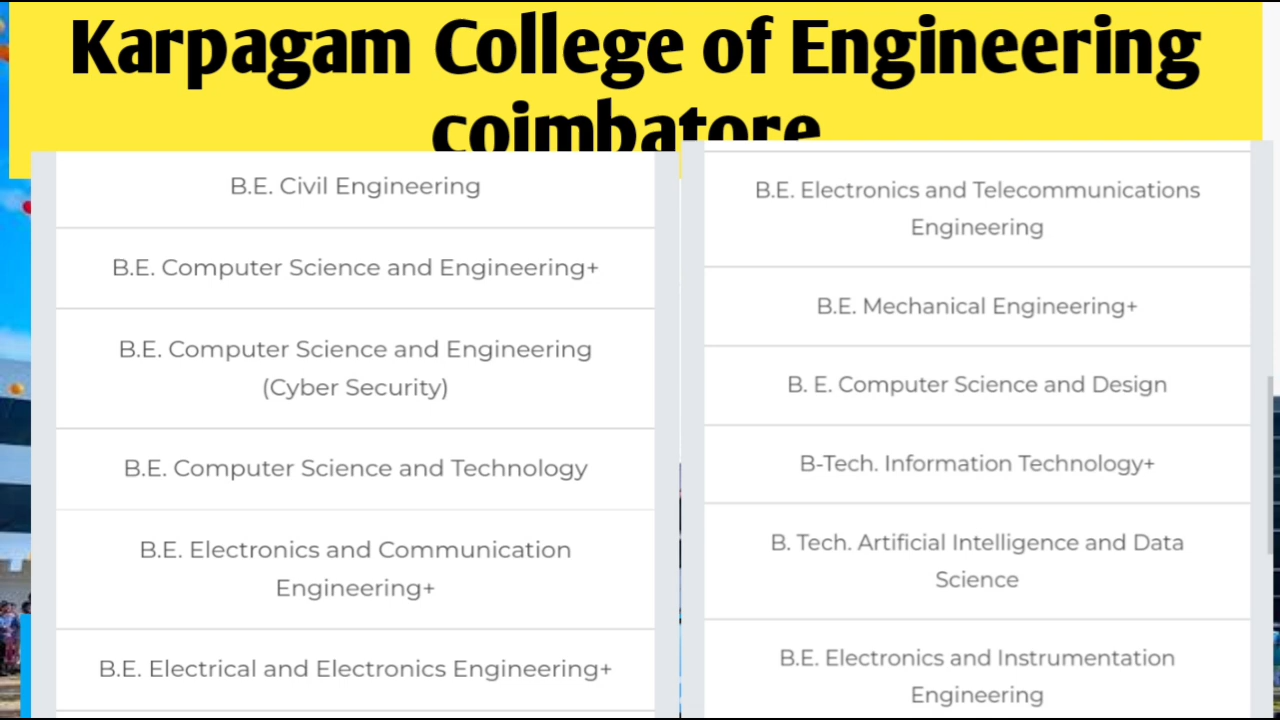 Karpagam College of Engineering
coimbatore
B.E. Civil Engineering
B.E. Computer Science and Engineering+
B.E. Computer Science and Engineering
(Cyber Security)
B.E. Computer Science and Technology
B.E. Electronics and Communication
Engineering+
B.E. Electrical and Electronics Engineering+
B.E. Electronics and Telecommunications
Engineering
B.E. Mechanical Engineering+
B. E. Computer Science and Design
B-Tech. Information Technology+
B. Tech. Artificial Intelligence and Data
Science
B.E. Electronics and Instrumentation
Engineering